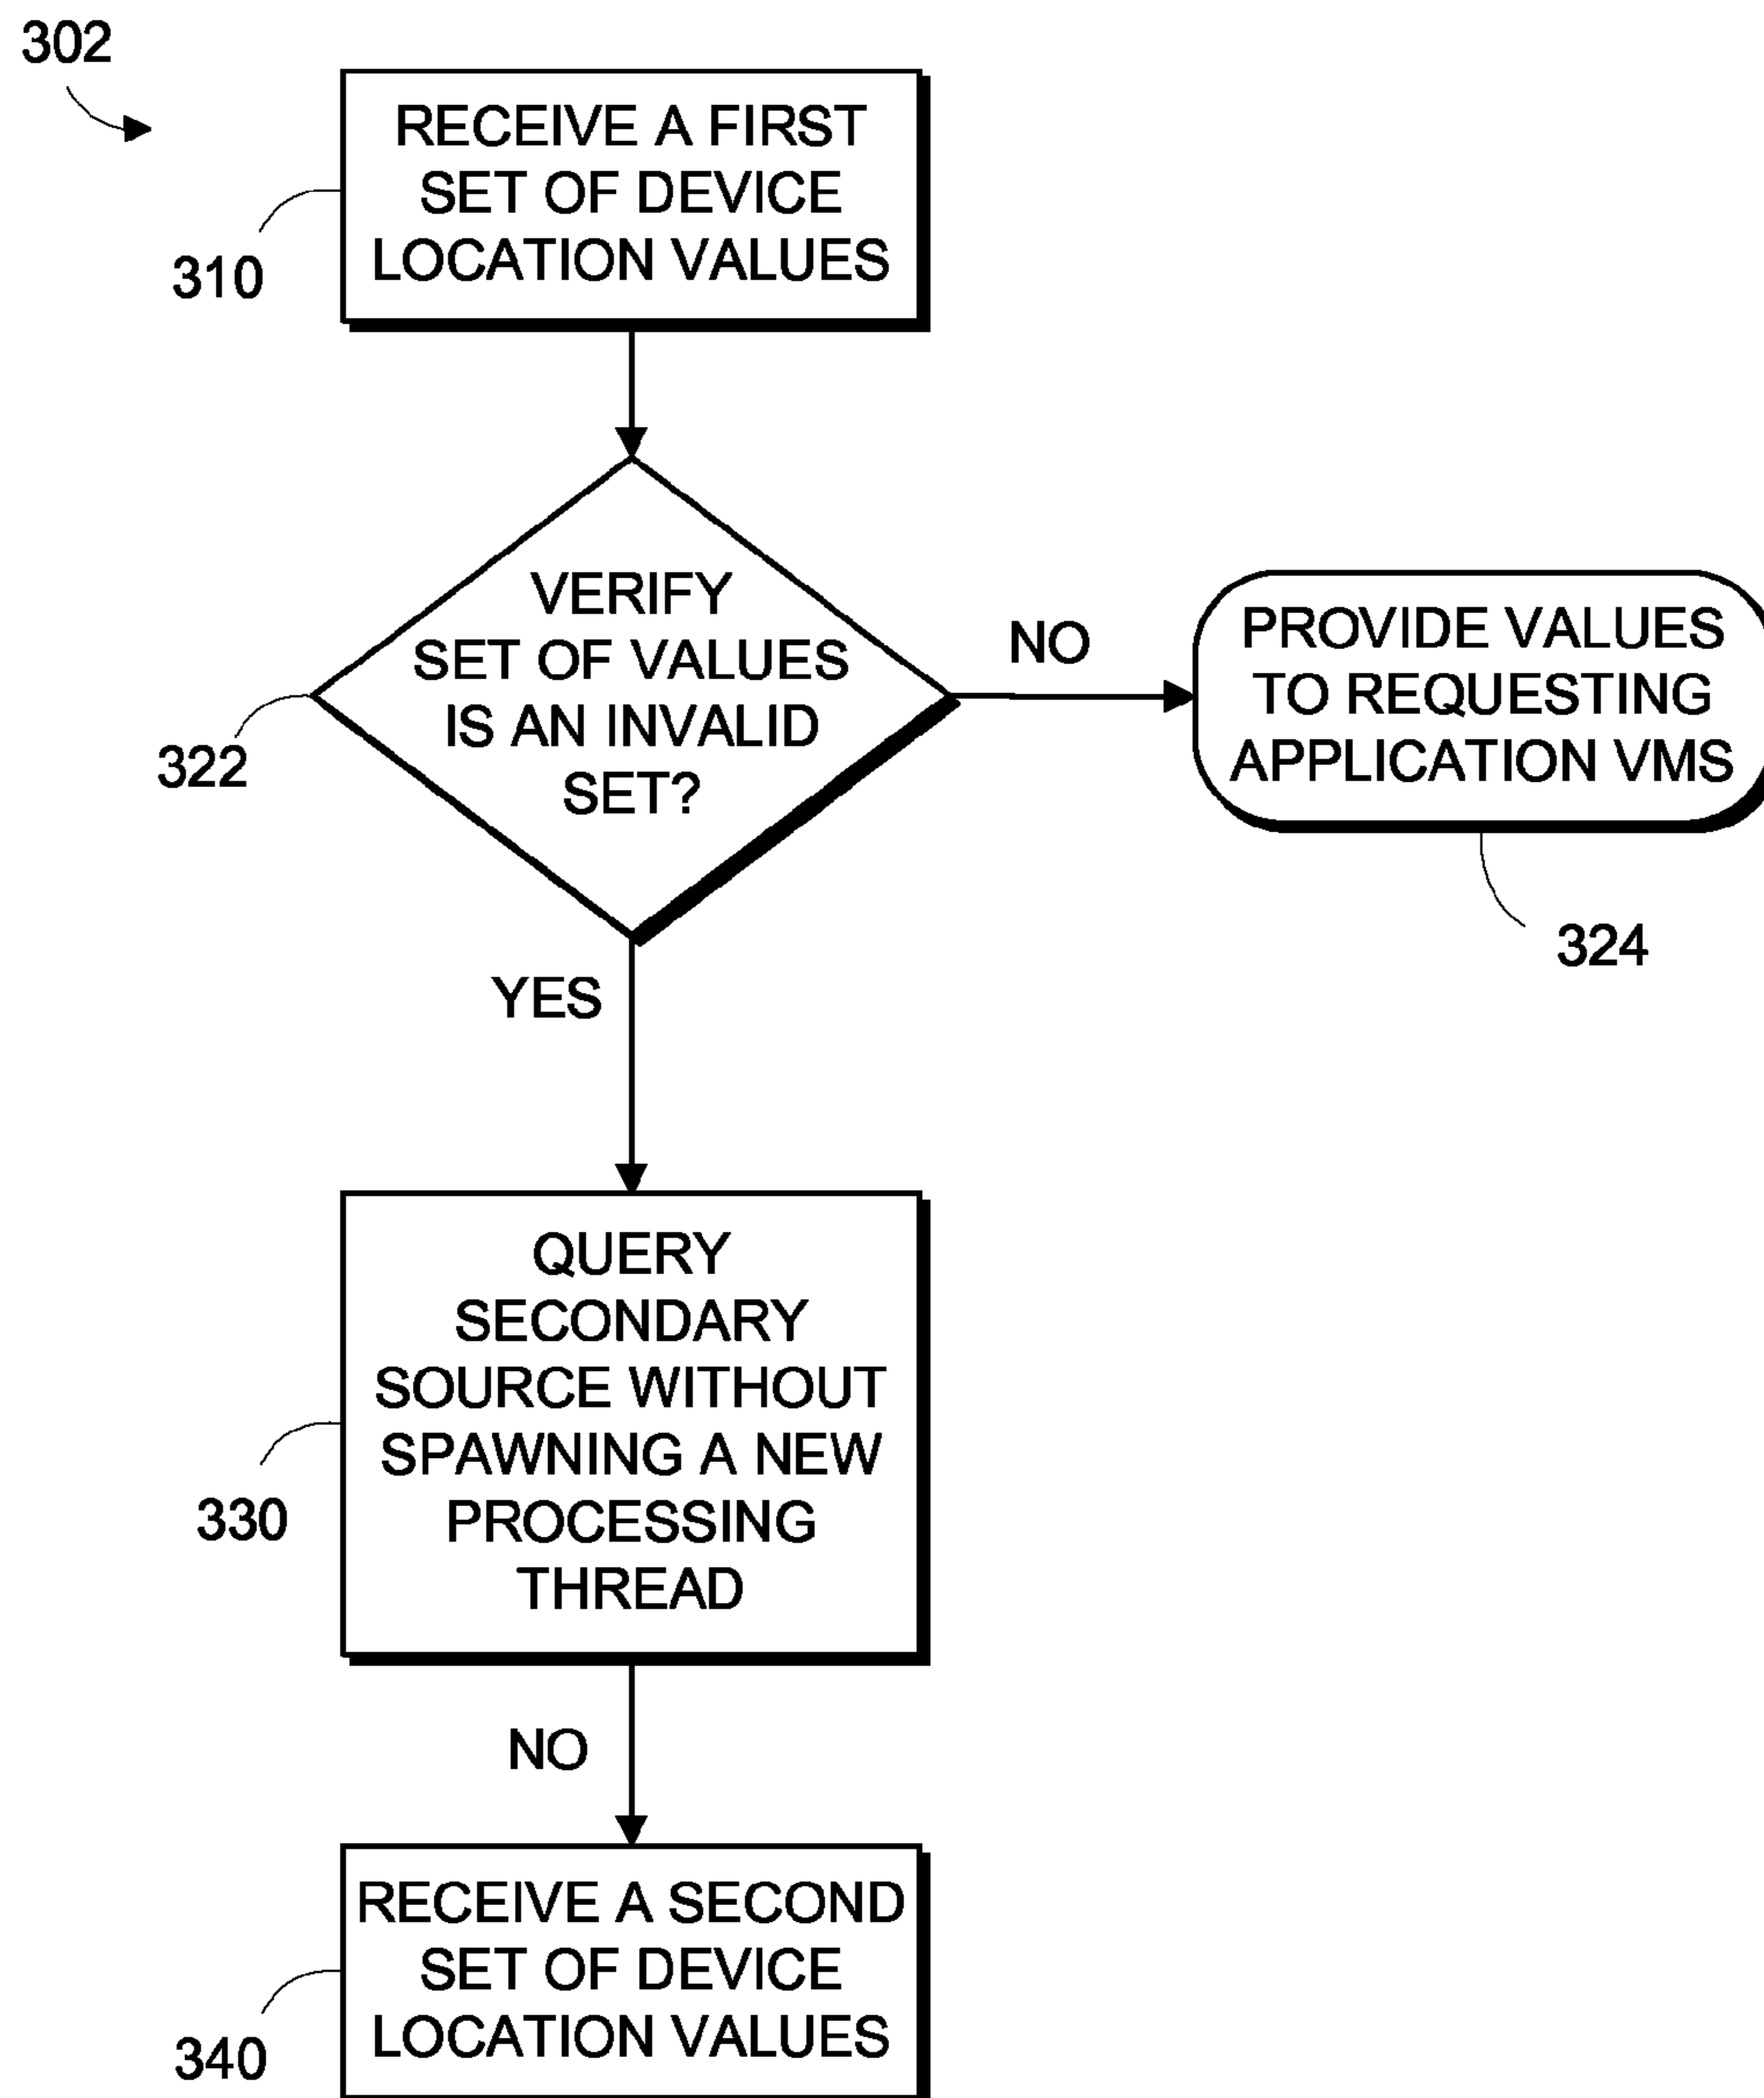 302
RECEIVE A FIRST
SET OF DEVICE
LOCATION VALUES
310
VERIFY
SET OF VALUES
IS AN INVALID
SET?
322
NO
PROVIDE VALUES
TO REQUESTING
APPLICATION VMS
324
YES
QUERY
SECONDARY
SOURCE WITHOUT
SPAWNING A NEW
PROCESSING
THREAD
330
NO
RECEIVE A SECOND
SET OF DEVICE
LOCATION VALUES
340